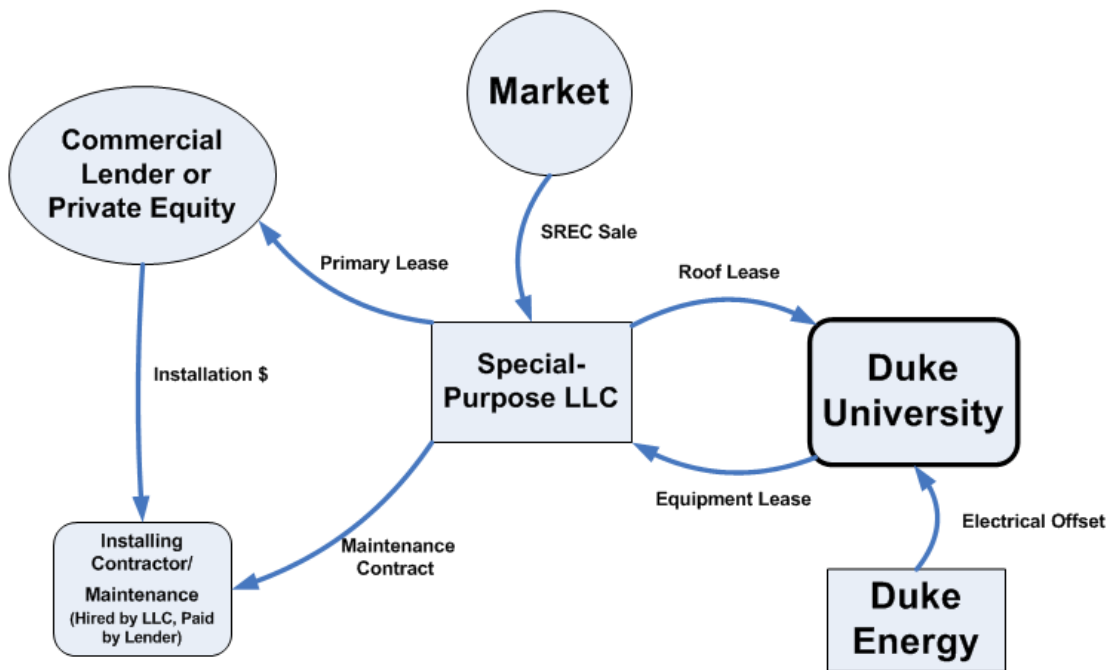 Market
Commercial
Lender or
Private Equity
SREC Sale
Primary Lease
Roof Lease
Special-
Purpose LLC
Duke
University
Installation $
Equipment Lease
Electrical Offset
Maintenance
Contract
Installing
Contractor/
Maintenance
(Hired by LLC, Paid
by Lender)
Duke
Energy